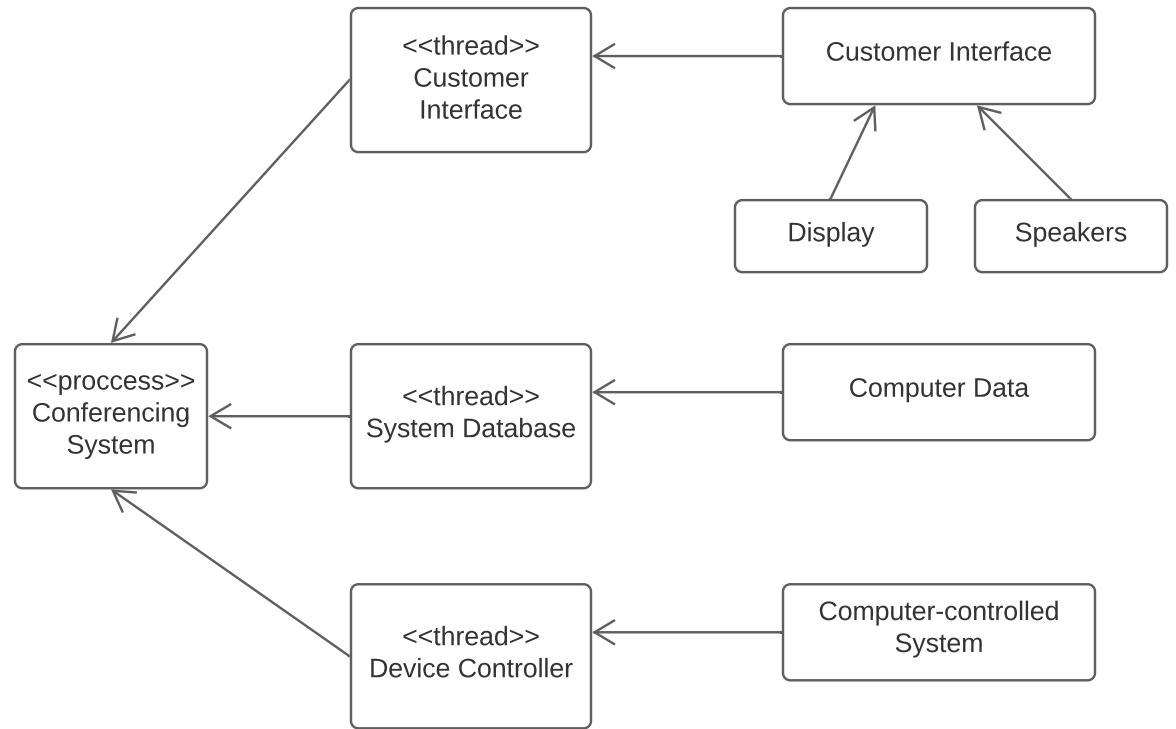 <<thread>>
Customer
Interface
Customer Interface
Display
Speakers
<<proccess>>
Conferencing
System
<<thread>>
System Database
Computer Data
<<thread>>
Device Controller
Computer-controlled
System